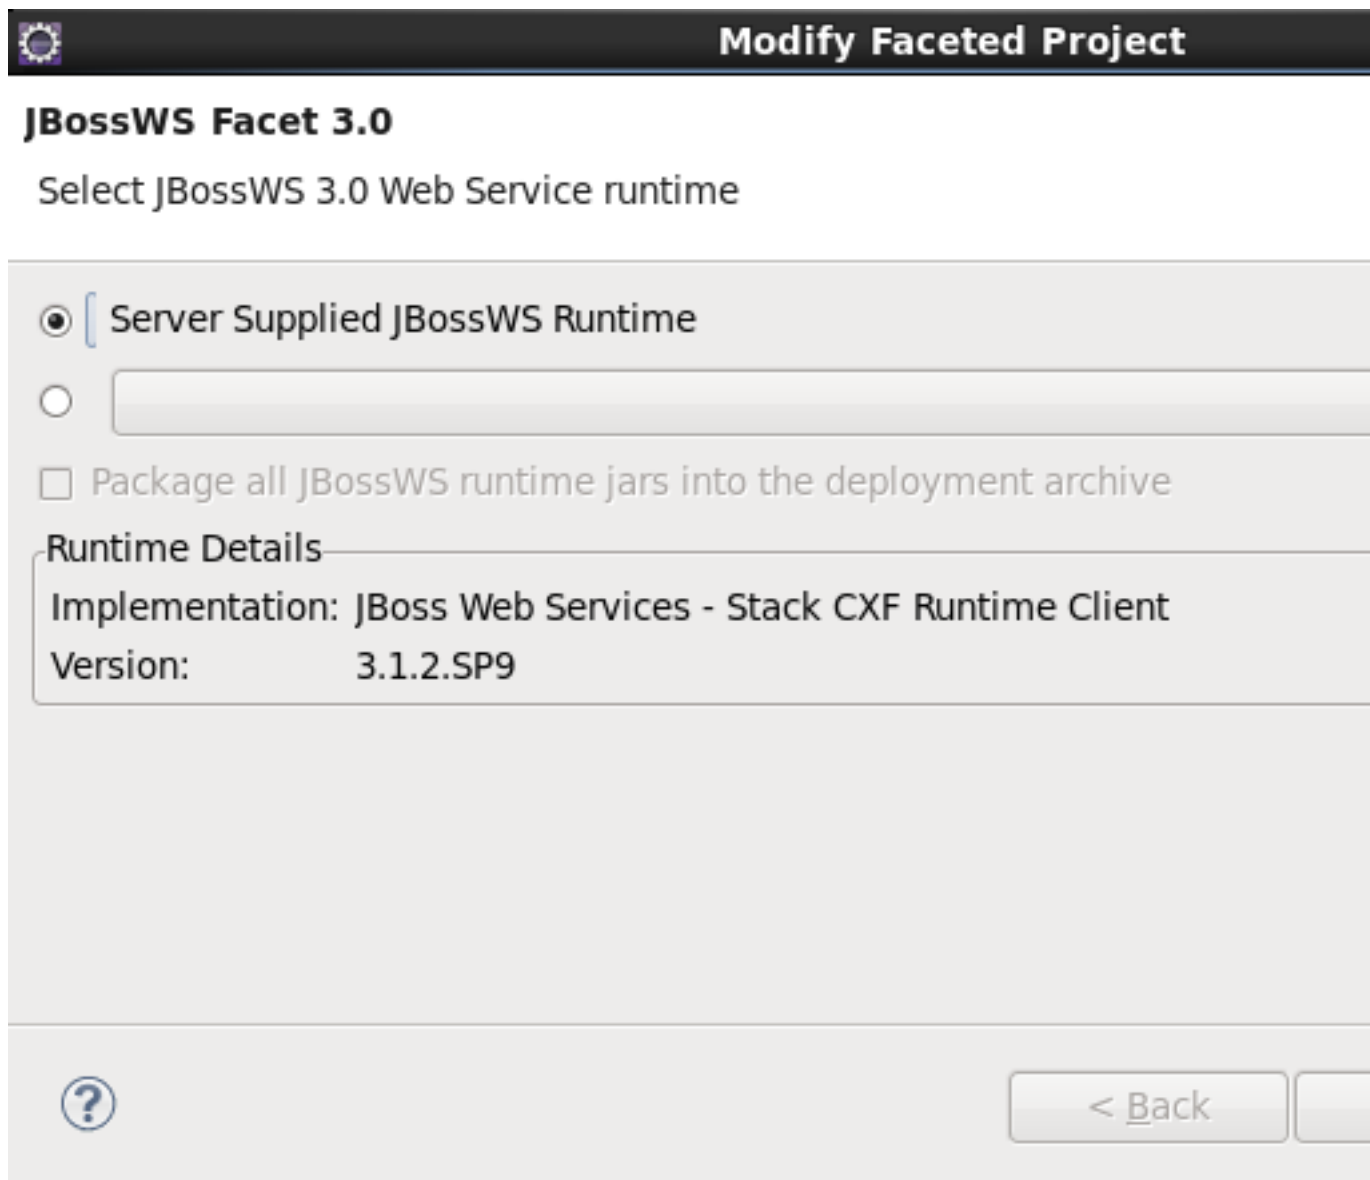 Modify Faceted Project
JBossWS Facet 3.0
Select JBossWS 3.0 Web Service runtime
Server Supplied JBossWS Runtime
Package all JBossWS runtime jars into the deployment archive
Runtime Details
Implementation: JBoss Web Services - Stack CXF Runtime Client
Version: 3.1.2.SP9
? < Back